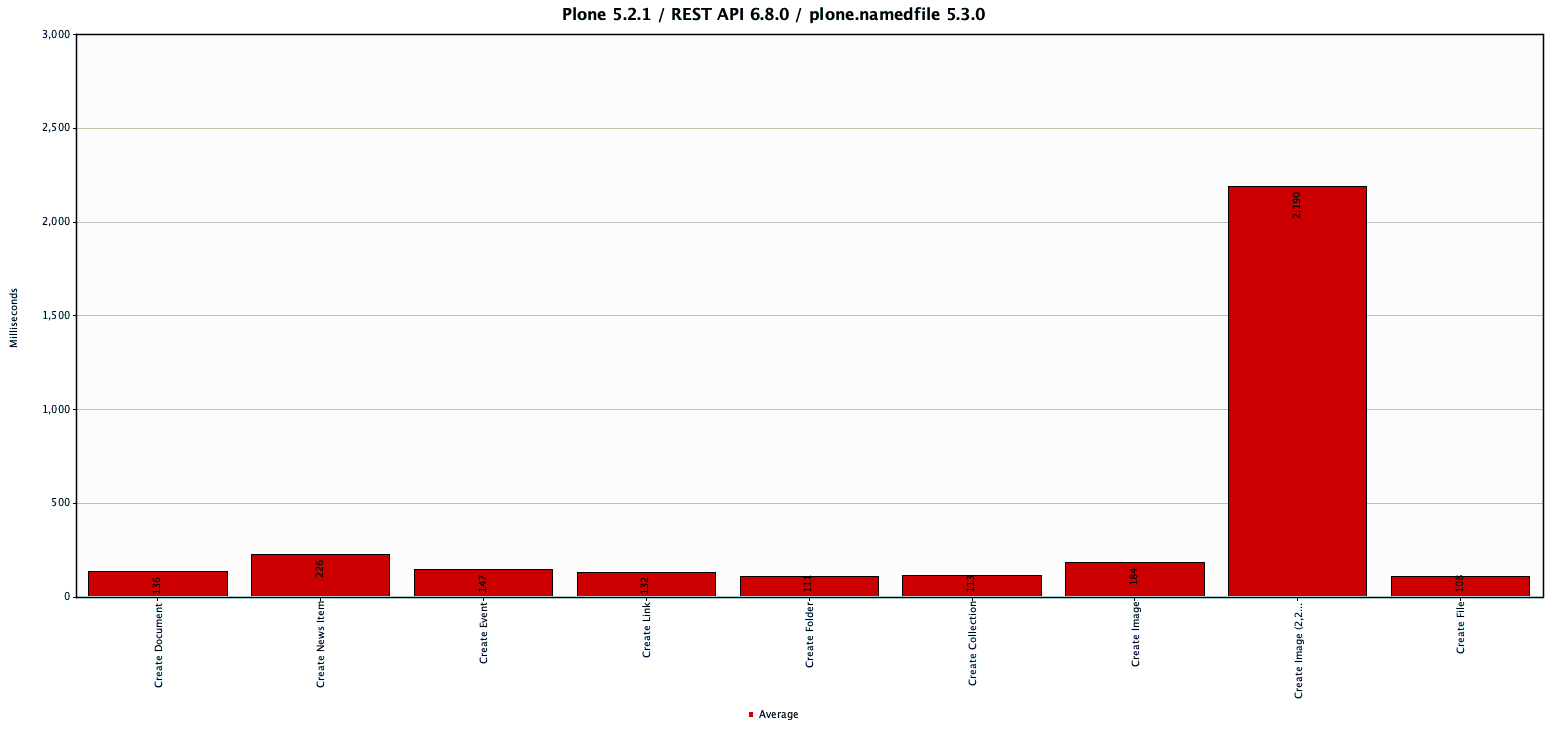 Plone 5.2.1 / REST API 6.8.0 / plone.namedfile 5.3.0
Milliseconds
3,000
2,500
2,000
1,500
1,000
500
0
136
226
147
132
111
113
184
2,190
108
Create Document
Create News Item
Create Event
Create Link
Create Folder
Create Collection
Create Image
Create Image (2,2...
Create File
Average